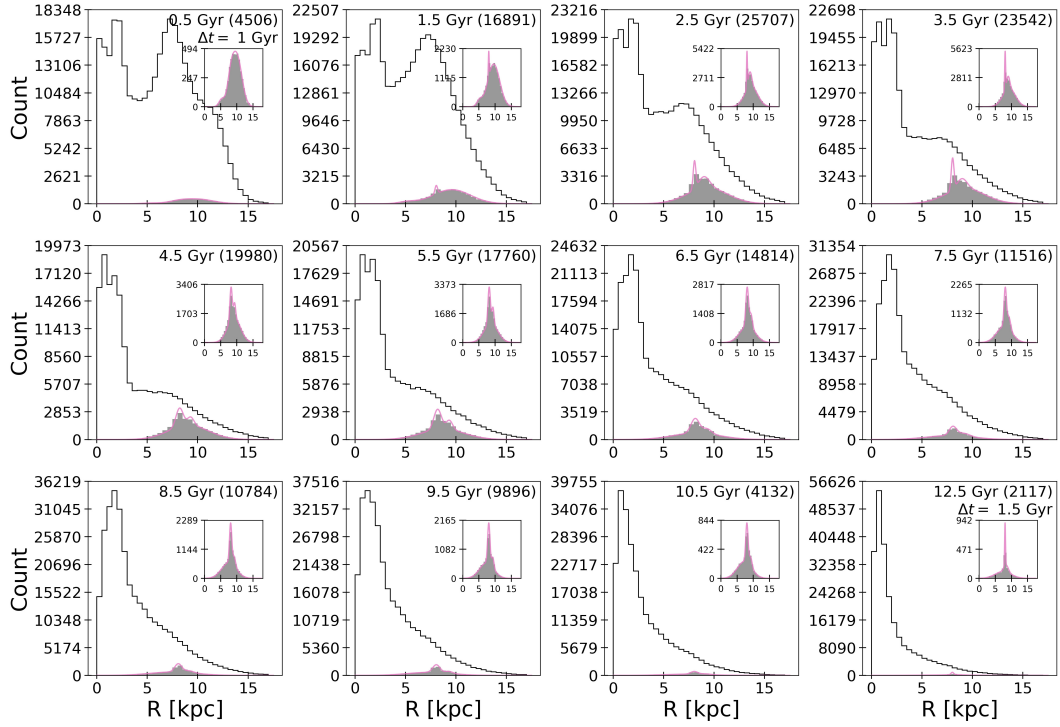 0.5 Gyr (4506)
Δt = 1 Gyr
18348
15727
13106
10484
7863
5242
2621
0
0 5 10 15
494
247
0
0 5 10 15
Count
1.5 Gyr (16891)
22507
19292
16076
12861
9646
6430
3215
0
0 5 10 15
2230
1115
0
0 5 10 15
2.5 Gyr (25707)
23216
19899
16582
13266
9950
6633
3316
0
0 5 10 15
5422
2711
0
0 5 10 15
3.5 Gyr (23542)
22698
19455
16213
12970
9728
6485
3243
0
0 5 10 15
5623
2811
0
0 5 10 15
4.5 Gyr (19980)
19973
17120
14266
11413
8560
5707
2853
0
0 5 10 15
3406
1703
0
0 5 10 15
Count
5.5 Gyr (17760)
20567
17629
14691
11753
8815
5876
2938
0
0 5 10 15
3373
1686
0
0 5 10 15
6.5 Gyr (14814)
24632
21113
17594
14075
10557
7038
3519
0
0 5 10 15
2817
1408
0
0 5 10 15
7.5 Gyr (11516)
31354
26875
22396
17917
13437
8958
4479
0
0 5 10 15
2265
1132
0
0 5 10 15
8.5 Gyr (10784)
36219
31045
25870
20696
15522
10348
5174
0
0 5 10 15
2289
1144
0
0 5 10 15
Count
R [kpc]
9.5 Gyr (9896)
37516
32157
26798
21438
16078
10719
5360
0
0 5 10 15
2165
1082
0
0 5 10 15
R [kpc]
10.5 Gyr (4132)
39755
34076
28396
22717
17038
11359
5679
0
0 5 10 15
844
422
0
0 5 10 15
R [kpc]
12.5 Gyr (2117)
Δt = 1.5 Gyr
56626
48537
40448
32358
24268
16179
8090
0
0 5 10 15
942
471
0
0 5 10 15
R [kpc]